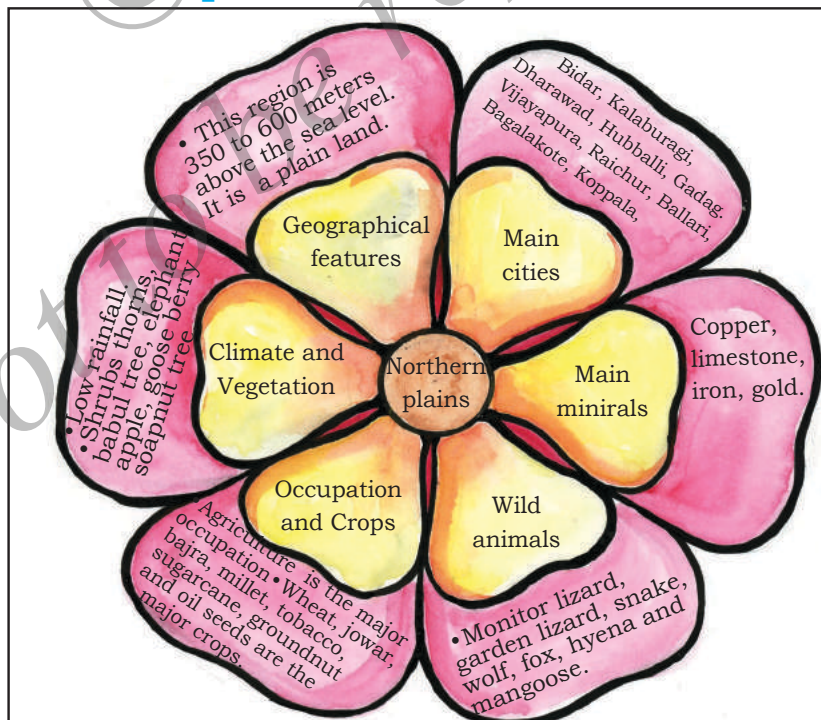 • This region is
350 to 600 meters
above the sea level.
It is a plain land.
Geographical
features
Bidar, Kalaburagi,
Dharawad, Hubballi, Gadag.
Vijayapura, Raichur, Ballari,
Bagalakote, Koppala,
Main
cities
Copper,
limestone,
iron, gold.
Main
minirals
Northern
plains
Climate and
Vegetation
• Low rainfall,
• Shrubs thorns,
babul tree, elephant
apple, goose berry
soapnut tree.
Occupation
and Crops
• Agriculture is the major
occupation • Wheat, jowar,
bajra, millet, tobacco,
sugarcane, groundnut
and oil seeds are the
major crops.
Wild
animals
• Monitor lizard,
garden lizard, snake,
wolf, fox, hyena and
mangoose.
not to be